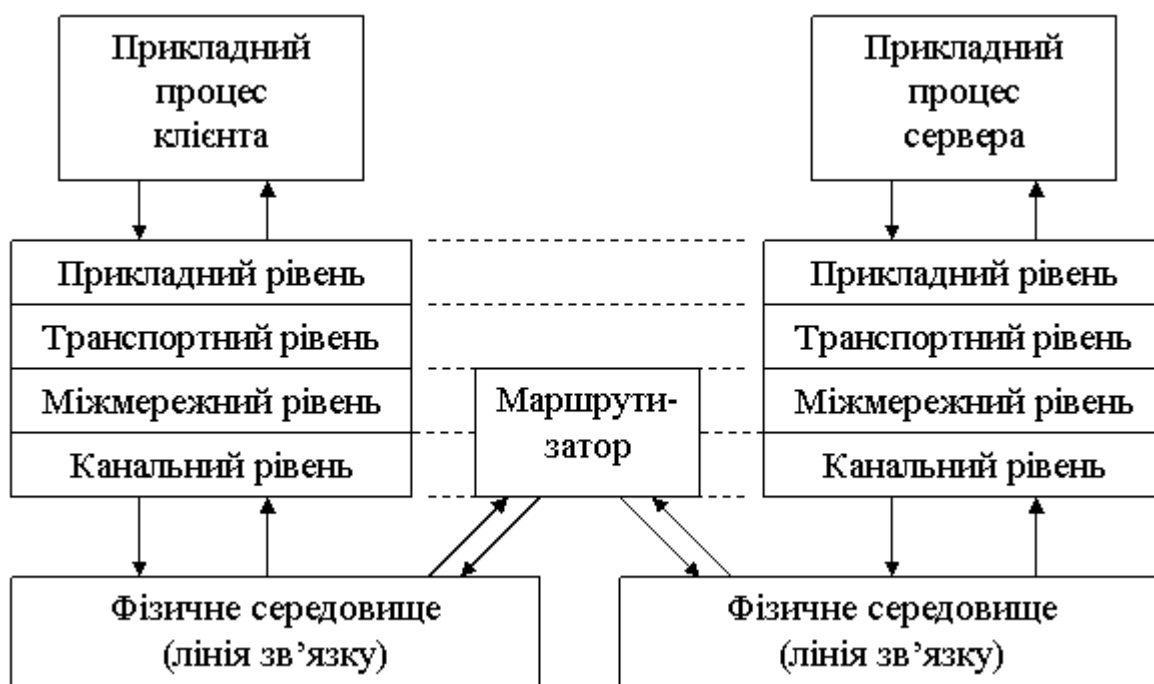 Прикладний
процес
клієнта
Прикладний
процес
сервера
Прикладний рівень
Транспортний рівень
Міжмережний рівень
Канальний рівень
Маршрути-
затор
Прикладний рівень
Транспортний рівень
Міжмережний рівень
Канальний рівень
Фізичне середовище
(лінія зв’язку)
Фізичне середовище
(лінія зв’язку)